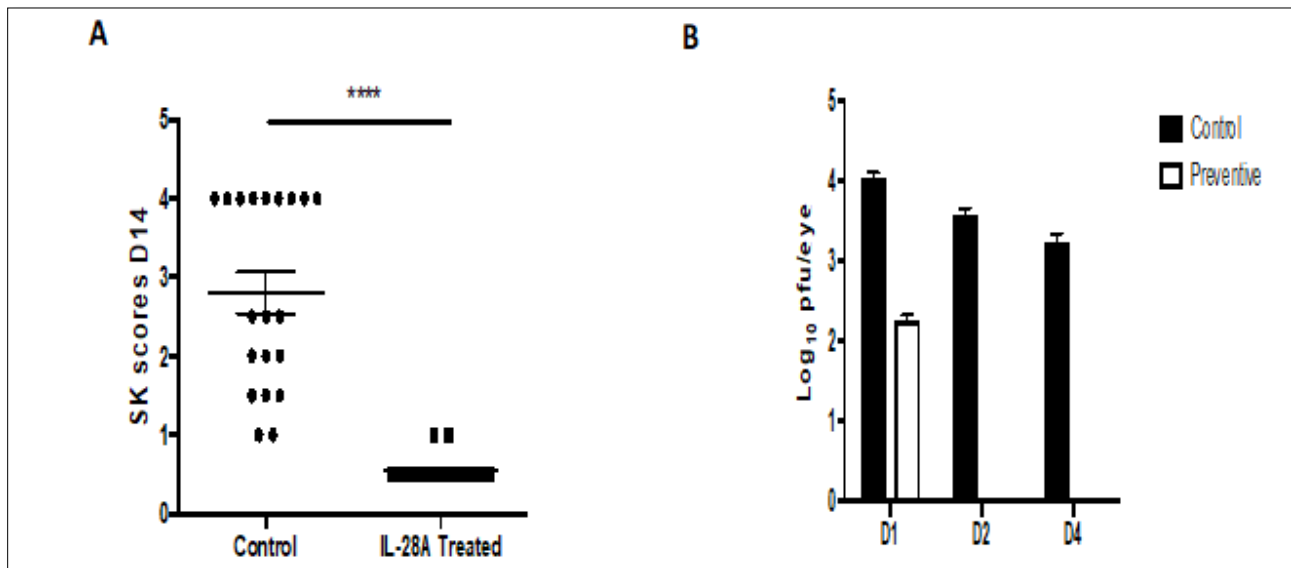 A
****
SK scores D14
5
4
3
2
1
0
Control
IL-28A Treated
B
Log10 pfu/eye
5
4
3
2
1
0
D1
D2
D4
Control
Preventive